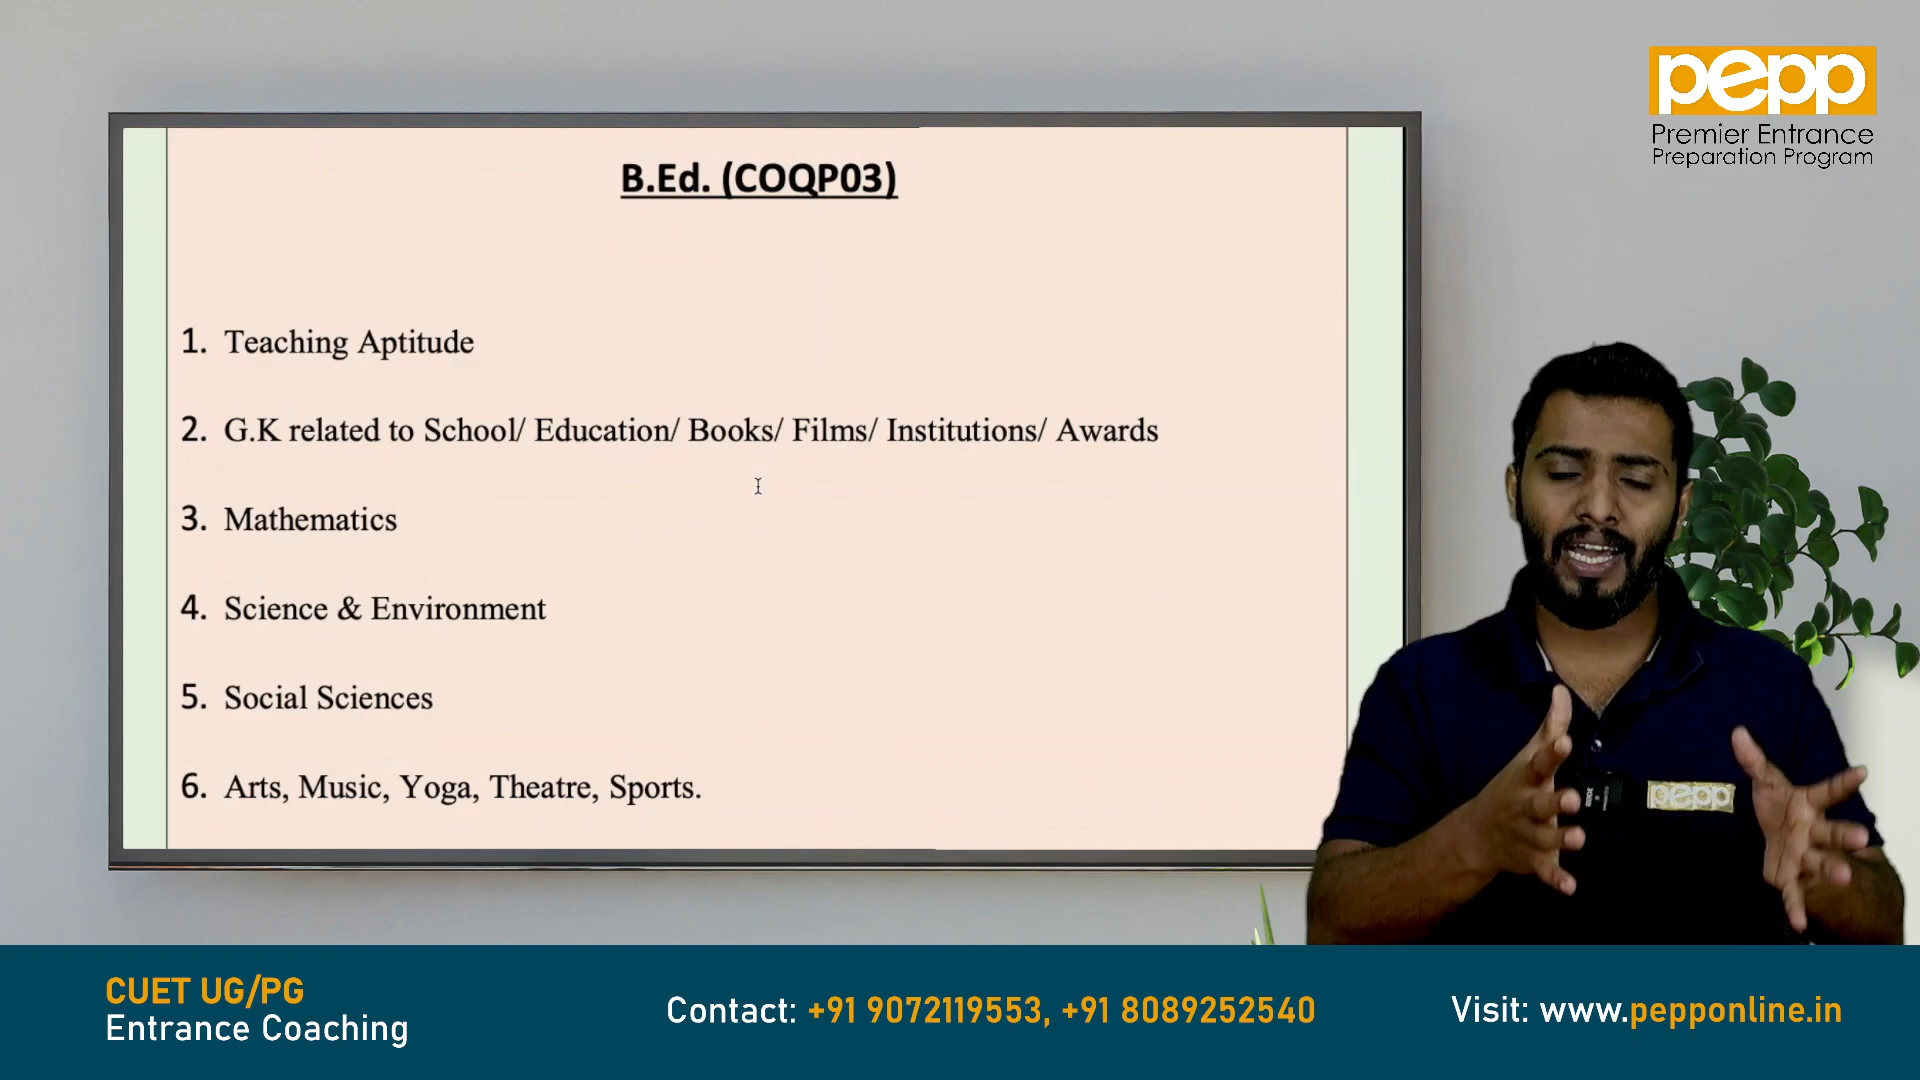 pepp
Premier Entrance
Preparation Program
B.Ed. (COQP03)
1. Teaching Aptitude
2. G.K related to School/ Education/ Books/ Films/ Institutions/ Awards
3. Mathematics
4. Science & Environment
5. Social Sciences
6. Arts, Music, Yoga, Theatre, Sports.
pepp
CUET UG/PG
Entrance Coaching
Contact: +91 9072119553, +91 8089252540
Visit: www.pepponline.in